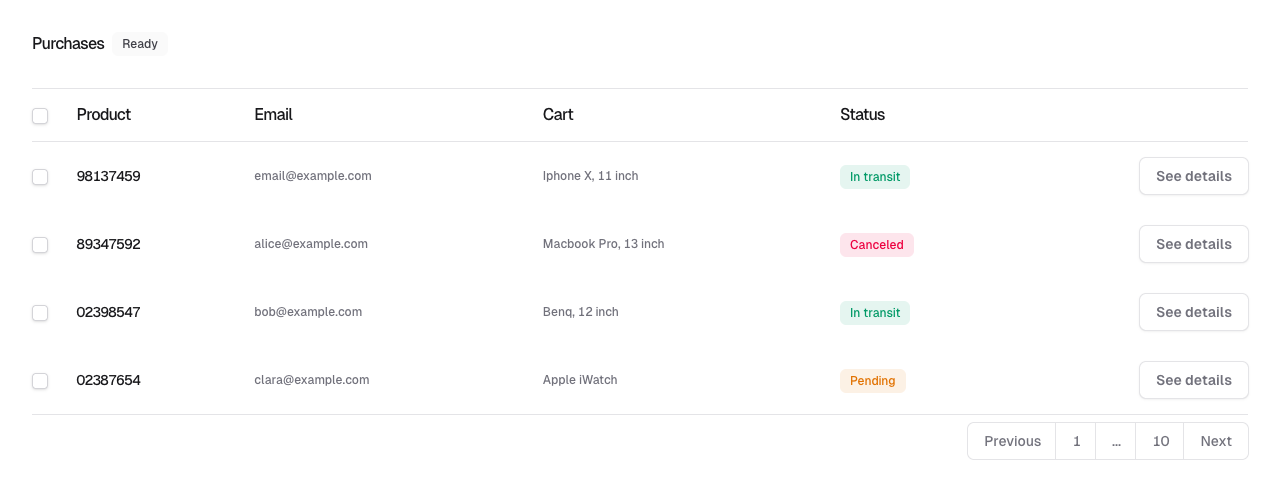 Purchases Ready
Product Email Cart Status
98137459 email@example.com Iphone X, 11 inch In transit See details
89347592 alice@example.com Macbook Pro, 13 inch Canceled See details
02398547 bob@example.com Benq, 12 inch In transit See details
02387654 clara@example.com Apple iWatch Pending See details
Previous 1 ... 10 Next